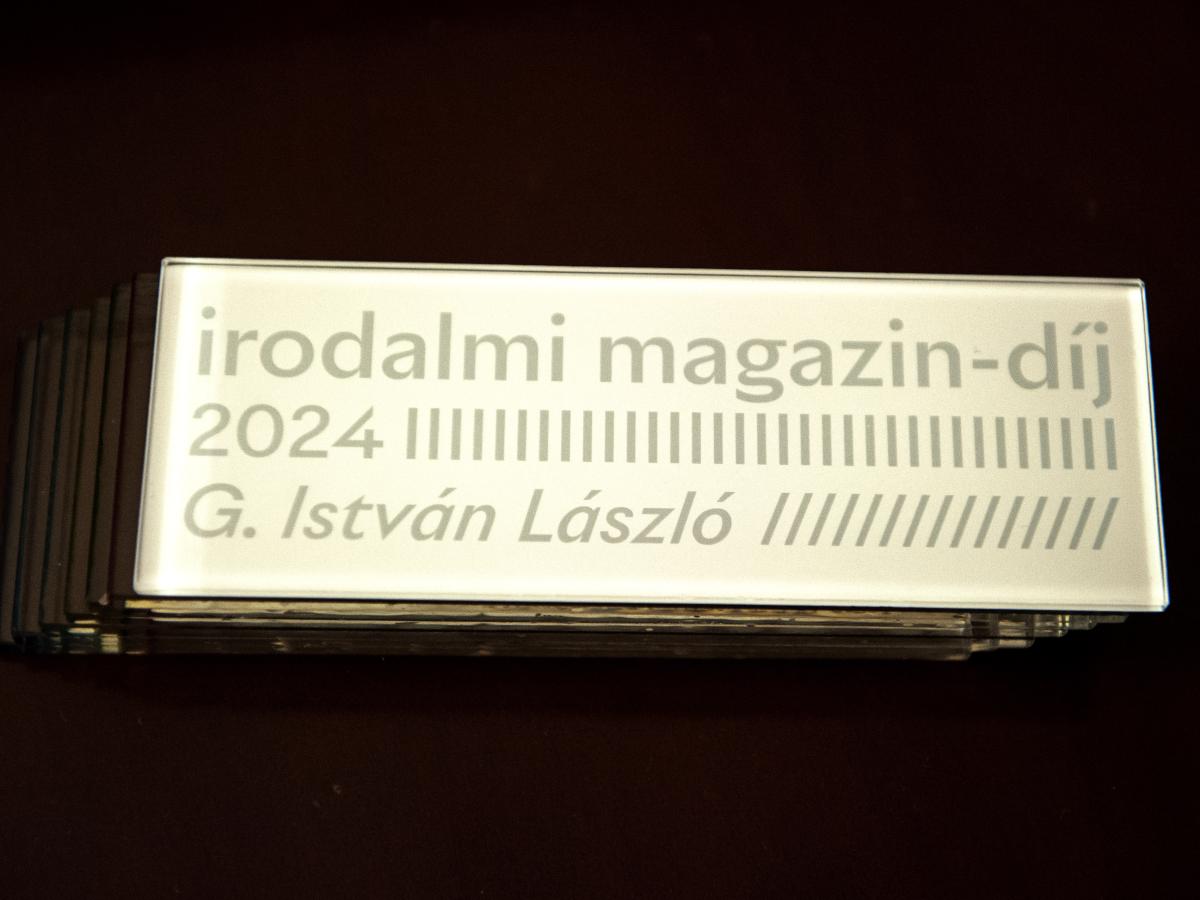 irodalmi magazin-díj
2024
G. István László